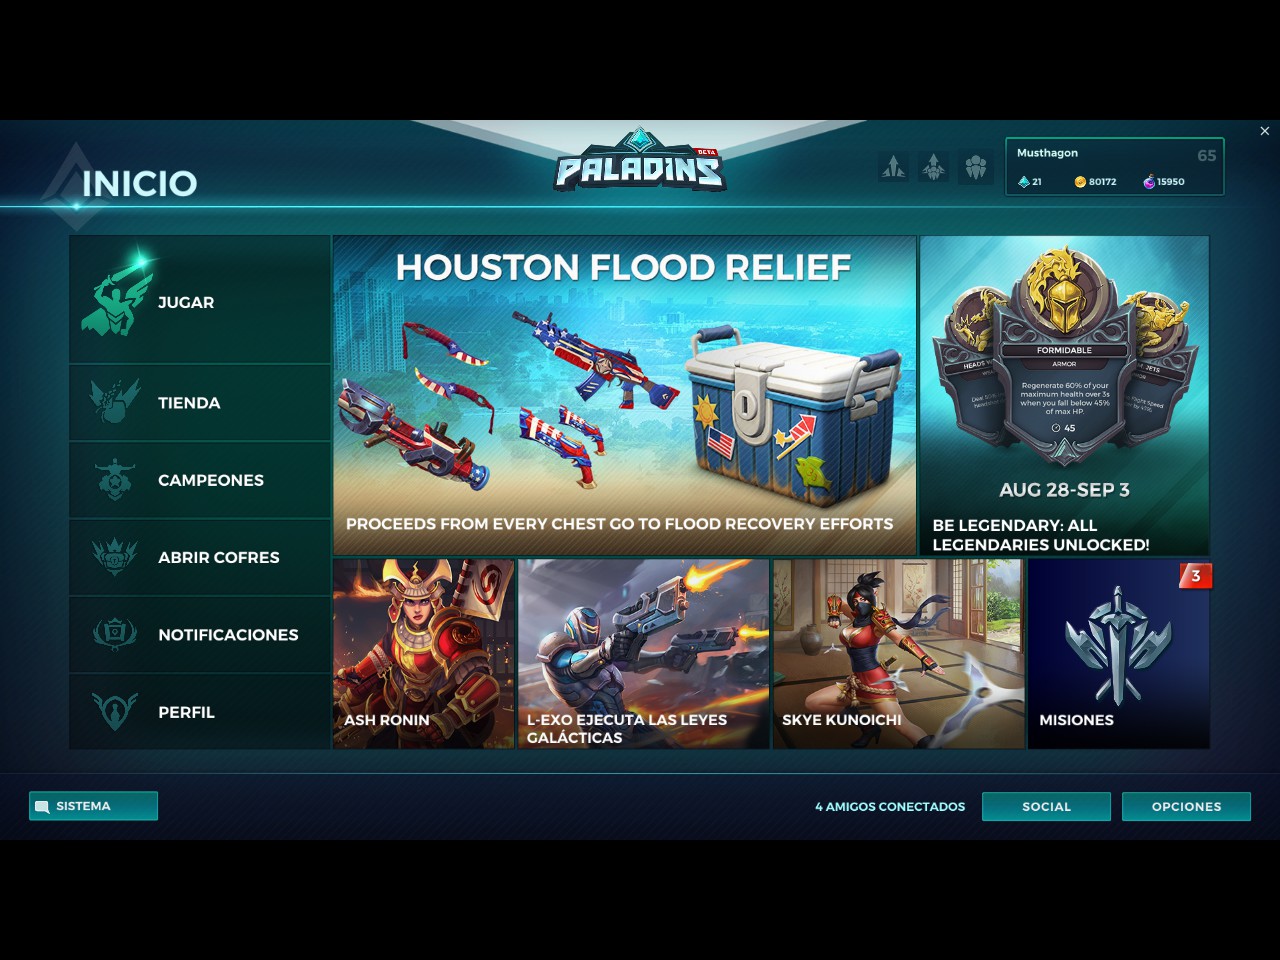 INICIO
PALADINS
BETA
Musthagon
65
21
80172
15950
JUGAR
TIENDA
CAMPEONES
ABRIR COFRES
NOTIFICACIONES
PERFIL
HOUSTON FLOOD RELIEF
PROCEEDS FROM EVERY CHEST GO TO FLOOD RECOVERY EFFORTS
FORMIDABLE
ARMOR
Regenerate 60% of your
maximum health over 3s
when you fall below 45%
of max HP.
45
AUG 28-SEP 3
BE LEGENDARY: ALL
LEGENDARIES UNLOCKED!
ASH RONIN
L-EXO EJECUTA LAS LEYES
GALÁCTICAS
SKYE KUNOICHI
3
MISIONES
SISTEMA
4 AMIGOS CONECTADOS
SOCIAL
OPCIONES